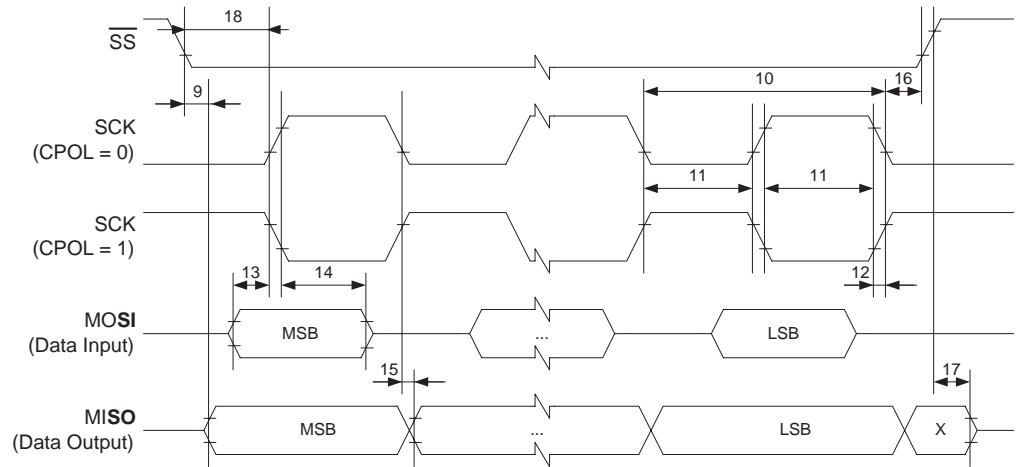 18
SS
10
16
9
SCK
(CPOL = 0)
11
11
SCK
(CPOL = 1)
13
14
12
MOSI
(Data Input)
MSB
...
LSB
15
17
MISO
(Data Output)
MSB
...
LSB
X